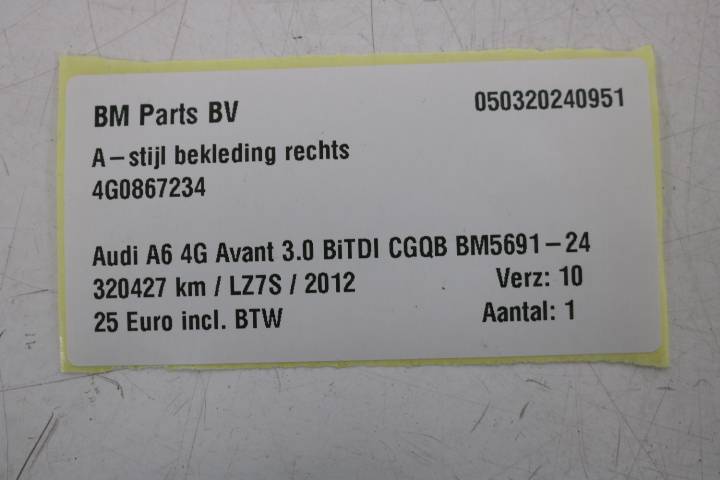 BM Parts BV 050320240951
A-stijl bekleding rechts
4G0867234
Audi A6 4G Avant 3.0 BiTDI CGQB BM5691-24
320427 km / LZ7S / 2012 Verz: 10
25 Euro incl. BTW Aantal: 1